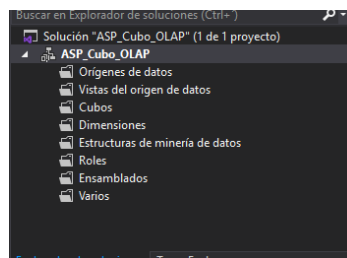 Buscar en Explorador de soluciones (Ctrl+´)
Solución "ASP_Cubo_OLAP" (1 de 1 proyecto)
ASP_Cubo_OLAP
Orígenes de datos
Vistas del origen de datos
Cubos
Dimensiones
Estructuras de minería de datos
Roles
Ensamblados
Varios